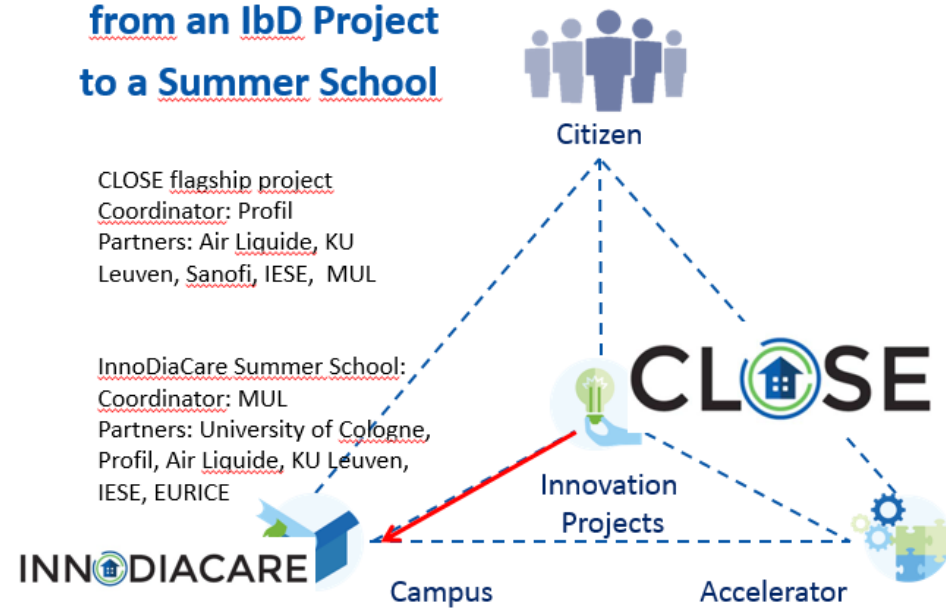 from an IbD Project
to a Summer School
Citizen
CLOSE flagship project
Coordinator: Profil
Partners: Air Liquide, KU
Leuven, Sanofi, IESE, MUL
CLOSE
InnoDiaCare Summer School:
Coordinator: MUL
Partners: University of Cologne,
Profil, Air Liquide, KU Leuven,
IESE, EURICE
Innovation
Projects
INNODIACARE
Campus
Accelerator